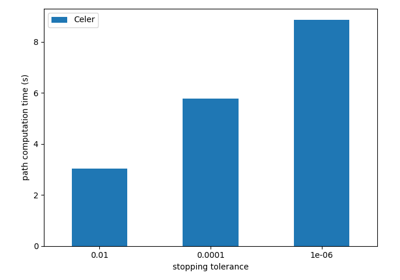 Celer
path computation time (s)
8
6
4
2
0
0.01 0.0001 1e-06
stopping tolerance